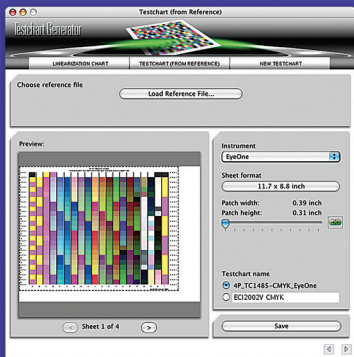 Testchart (from Reference)
Testchart Generator
LINEARIZATION CHART
TESTCHART (FROM REFERENCE)
NEW TESTCHART
Choose reference file
Load Reference File...
Preview:
Sheet 1 of 4
Instrument
EyeOne
Sheet format
11.7 x 8.8 inch
Patch width: 0.39 inch
Patch height: 0.31 inch
Testchart name
4P_TC1485-CMYK_EyeOne
ECI2002V CMYK
Save